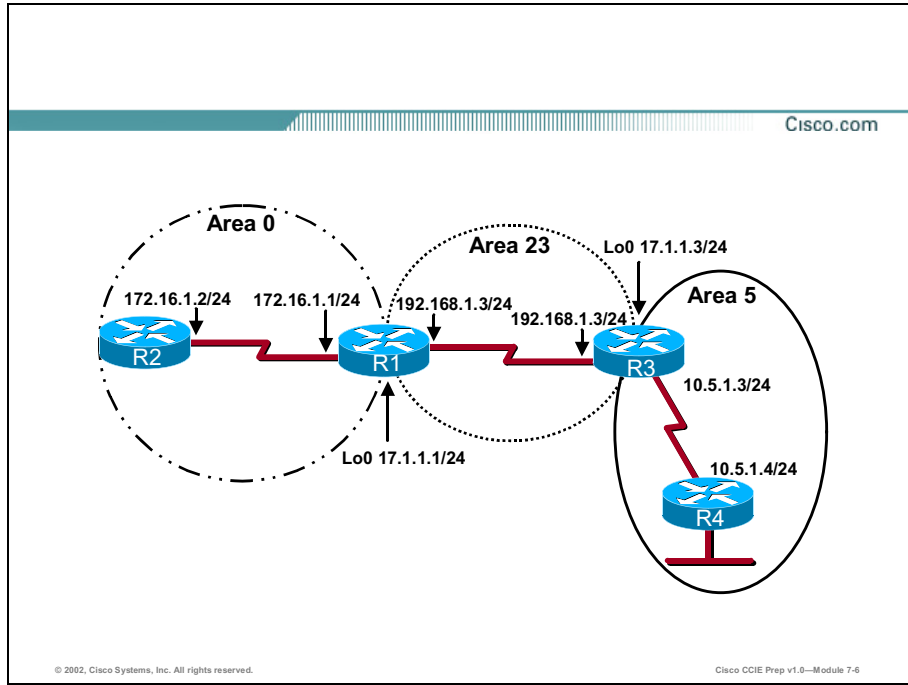 Cisco.com
Area 0
Area 23
Lo0 17.1.1.3/24
Area 5
172.16.1.2/24
172.16.1.1/24
192.168.1.3/24
192.168.1.3/24
R2
R1
R3
10.5.1.3/24
Lo0 17.1.1.1/24
10.5.1.4/24
R4
© 2002, Cisco Systems, Inc. All rights reserved.
Cisco CCIE Prep v1.0—Module 7-6